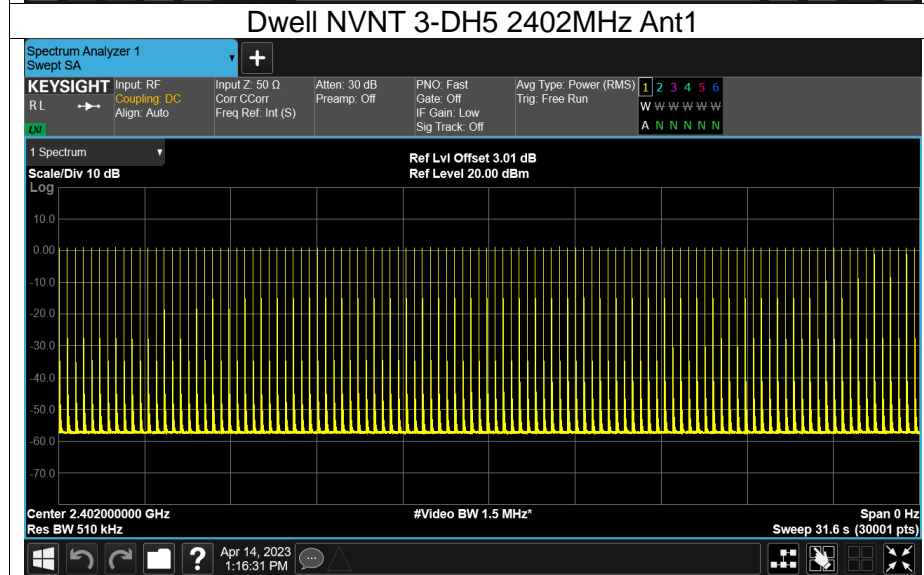 Dwell NVNT 3-DH5 2402MHz Ant1
Spectrum Analyzer 1
Swept SA
+
KEYSIGHT Input: RF Input Z: 50 Ω Atten: 30 dB PNO: Fast Avg Type: Power (RMS) 1 2 3 4 5 6
RL Coupling: DC Corr CCorr Preamp: Off Gate: Off Trig: Free Run W W W W W W
Align: Auto Freq Ref: Int (S) IF Gain: Low
LXI Sig Track: Off A N N N N N
1 Spectrum Ref Lvl Offset 3.01 dB
Scale/Div 10 dB Ref Level 20.00 dBm
Log
10.0
0.00
-10.0
-20.0
-30.0
-40.0
-50.0
-60.0
-70.0
Center 2.402000000 GHz #Video BW 1.5 MHz* Span 0 Hz
Res BW 510 kHz Sweep 31.6 s (30001 pts)
? Apr 14, 2023
1:16:31 PM